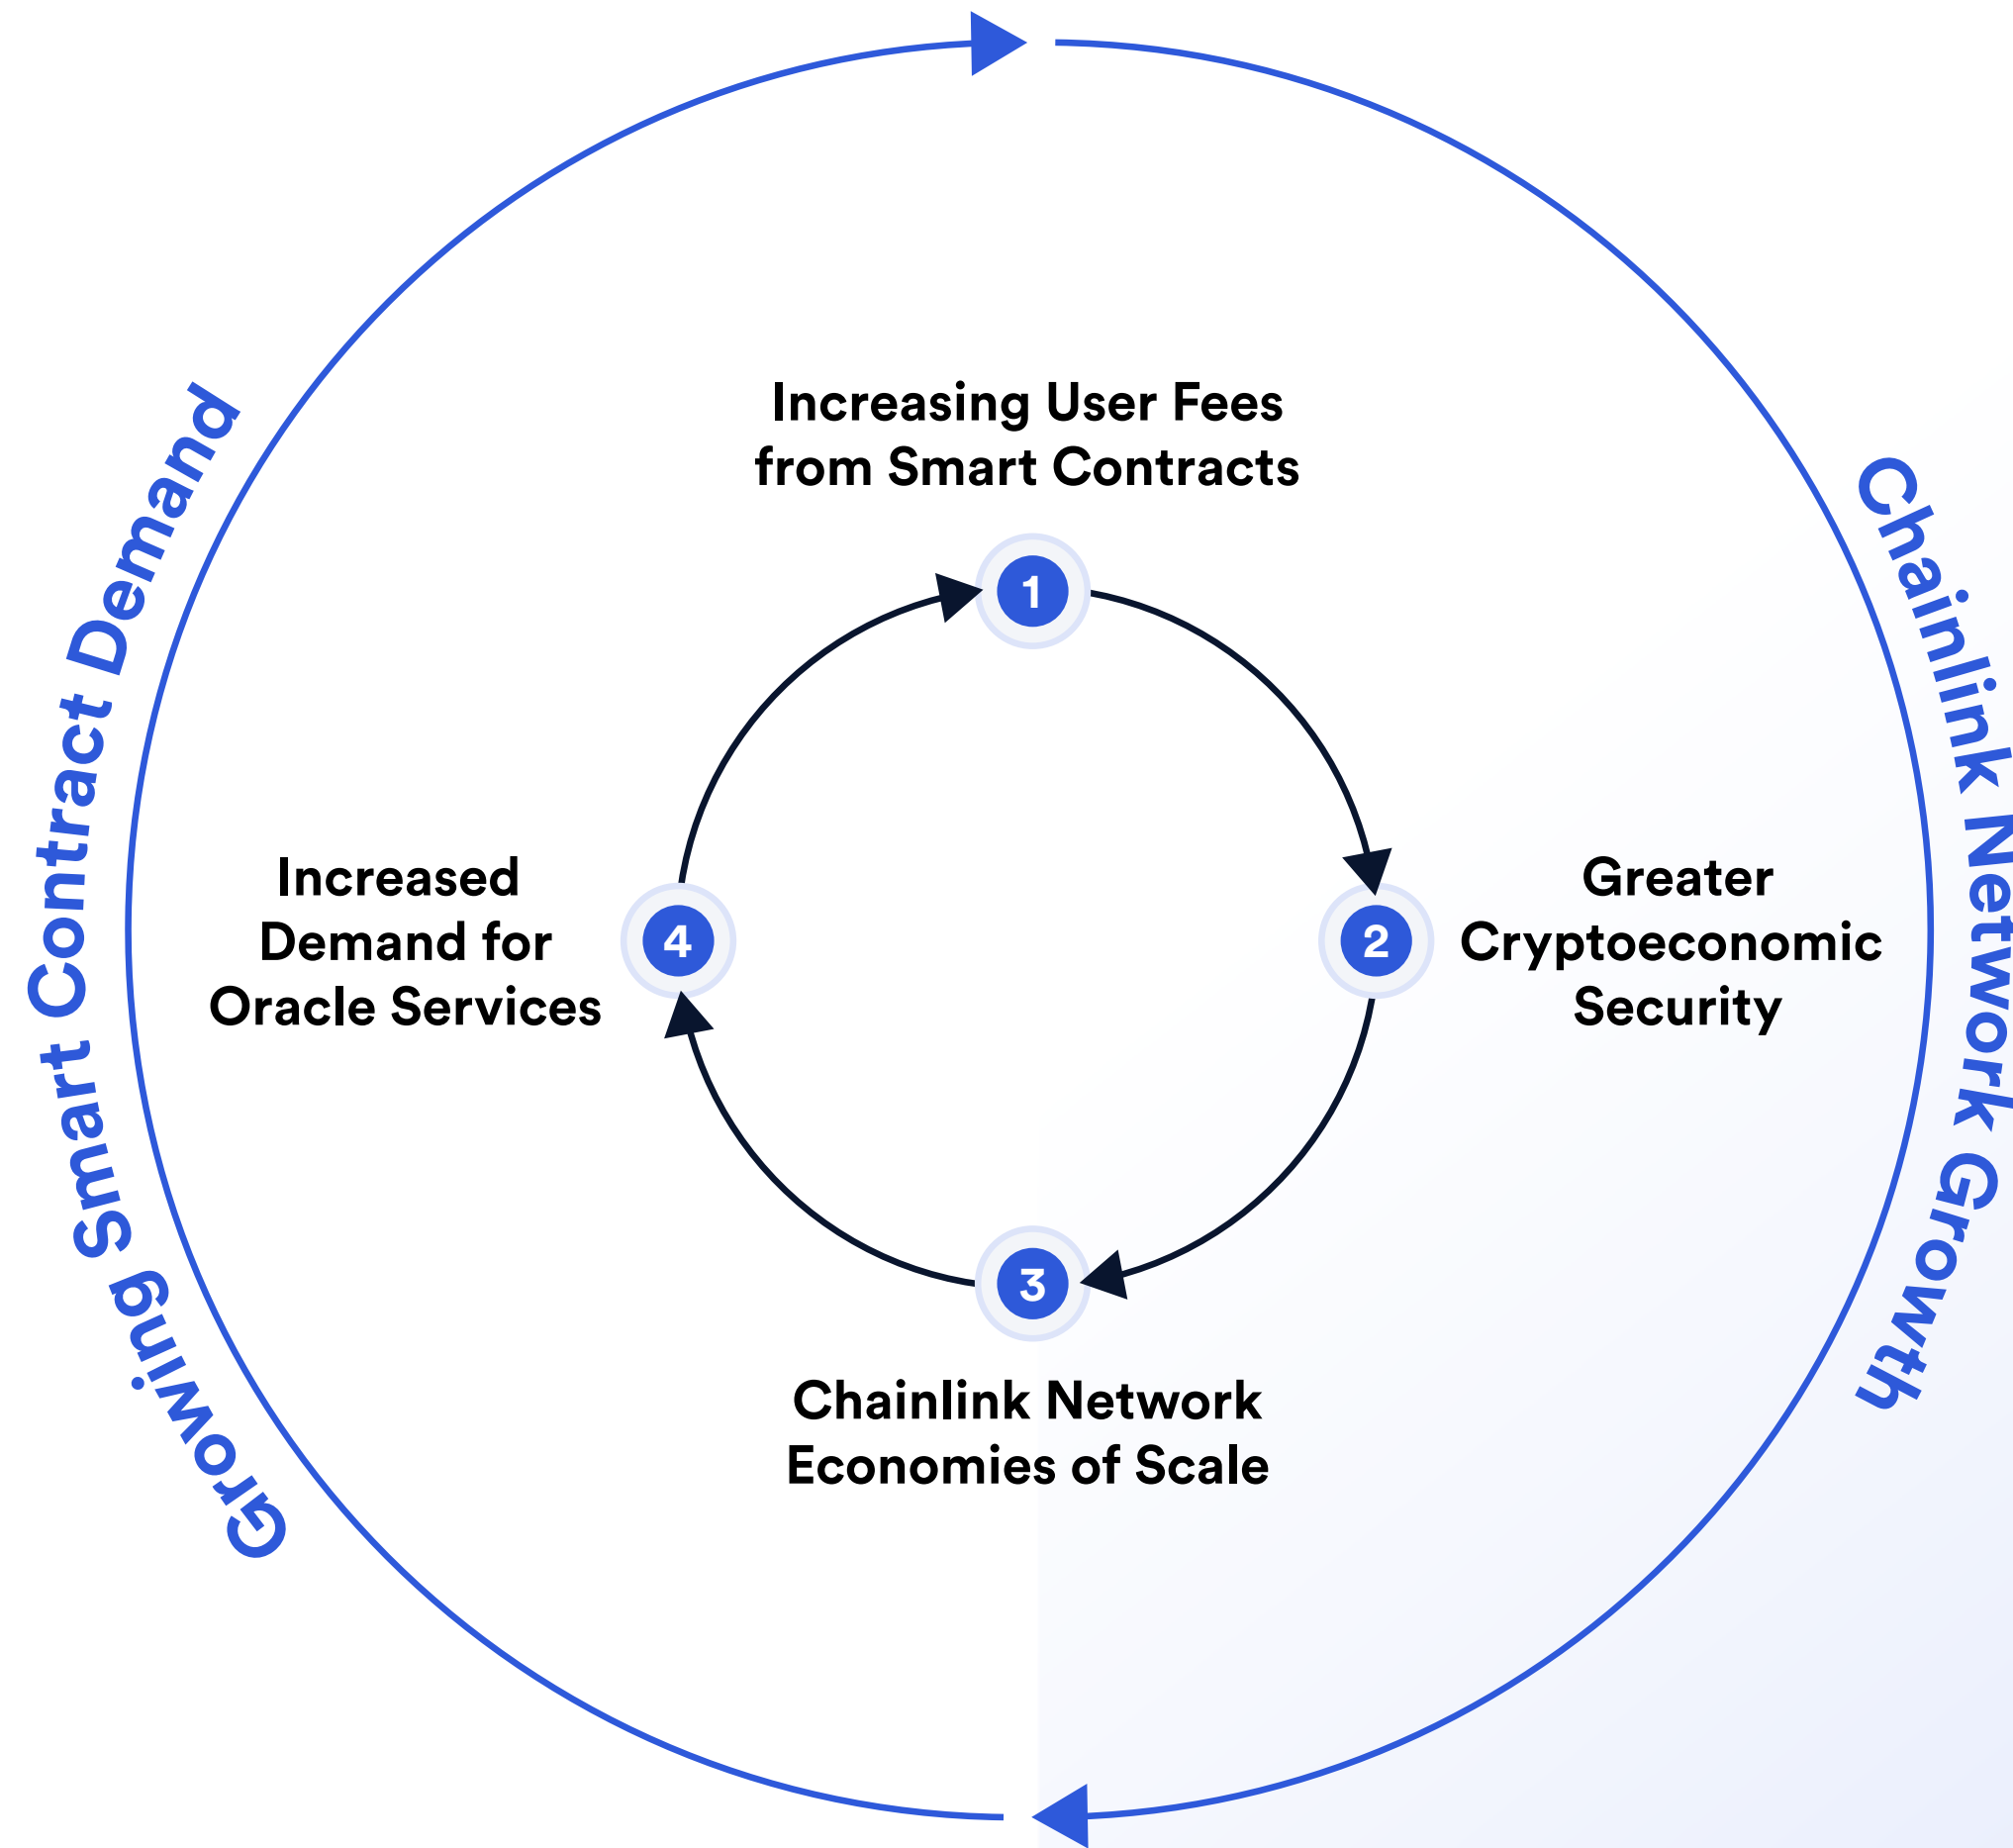 Increasing User Fees
from Smart Contracts
1
Greater
Cryptoeconomic
Security
2
Chainlink Network
Economies of Scale
3
Increased
Demand for
Oracle Services
4
Growing Smart Contract Demand
Chainlink Network Growth